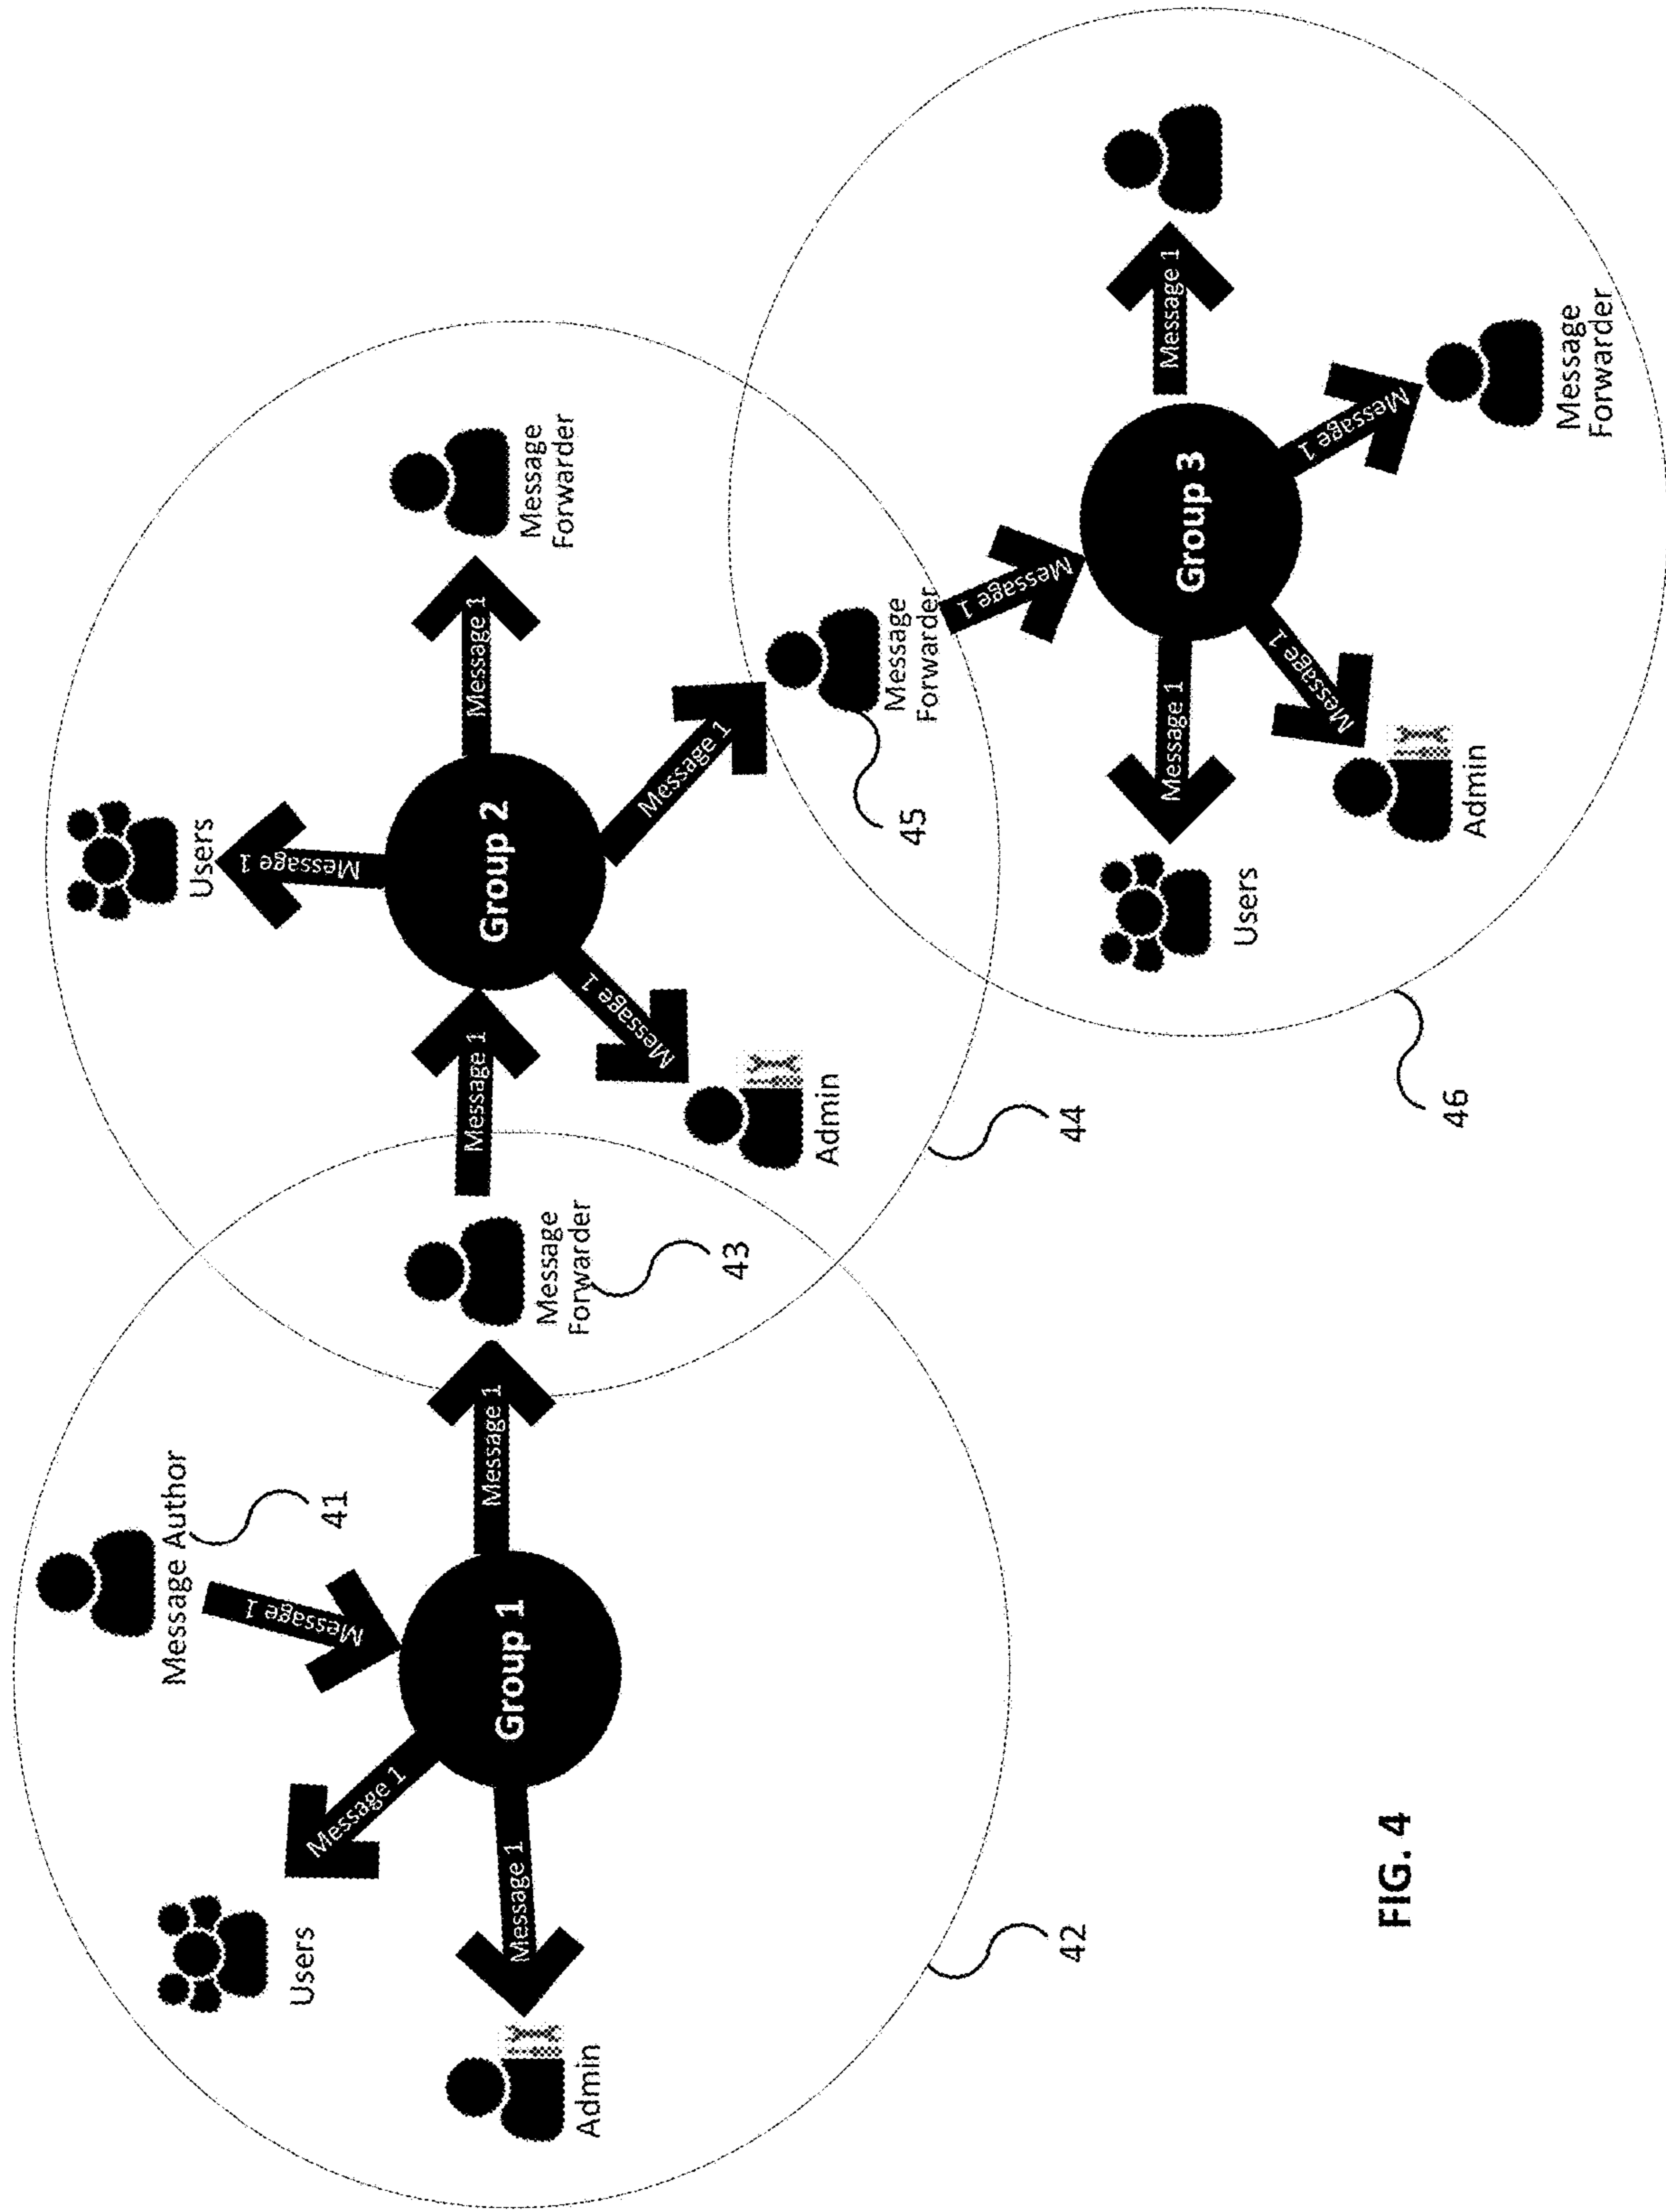 Message Author
41
Message 1
Users
Message 1
Group 1
Message 1
Admin
Message 1
Message
Forwarder
43
42
Message 1
Users
Message 1
Group 2
Message 1
Message
Forwarder
Message 1
Admin
Message 1
Message
Forwarder
45
44
Message 1
Users
Message 1
Group 3
Message 1
Message 1
Admin
Message 1
Message
Forwarder
46
FIG. 4